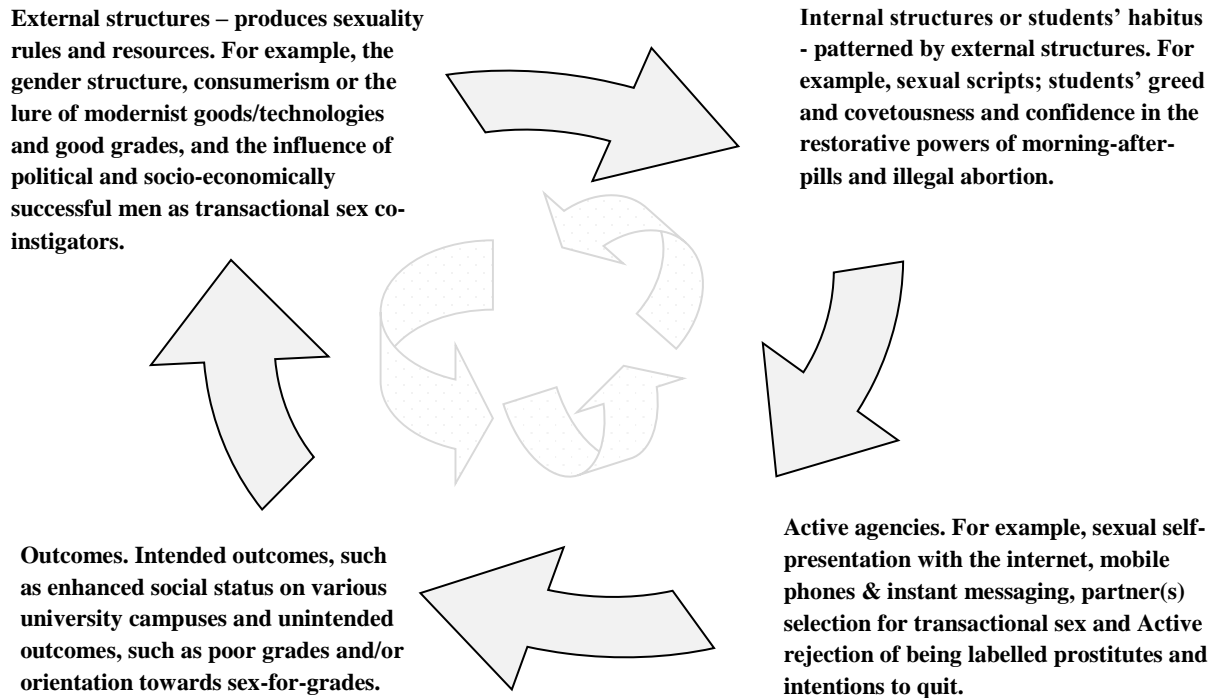 External structures – produces sexuality
rules and resources. For example, the
gender structure, consumerism or the
lure of modernist goods/technologies
and good grades, and the influence of
political and socio-economically
successful men as transactional sex co-
instigators.
Internal structures or students’ habitus
- patterned by external structures. For
example, sexual scripts; students’ greed
and covetousness and confidence in the
restorative powers of morning-after-
pills and illegal abortion.
Active agencies. For example, sexual self-
presentation with the internet, mobile
phones & instant messaging, partner(s)
selection for transactional sex and Active
rejection of being labelled prostitutes and
intentions to quit.
Outcomes. Intended outcomes, such
as enhanced social status on various
university campuses and unintended
outcomes, such as poor grades and/or
orientation towards sex-for-grades.